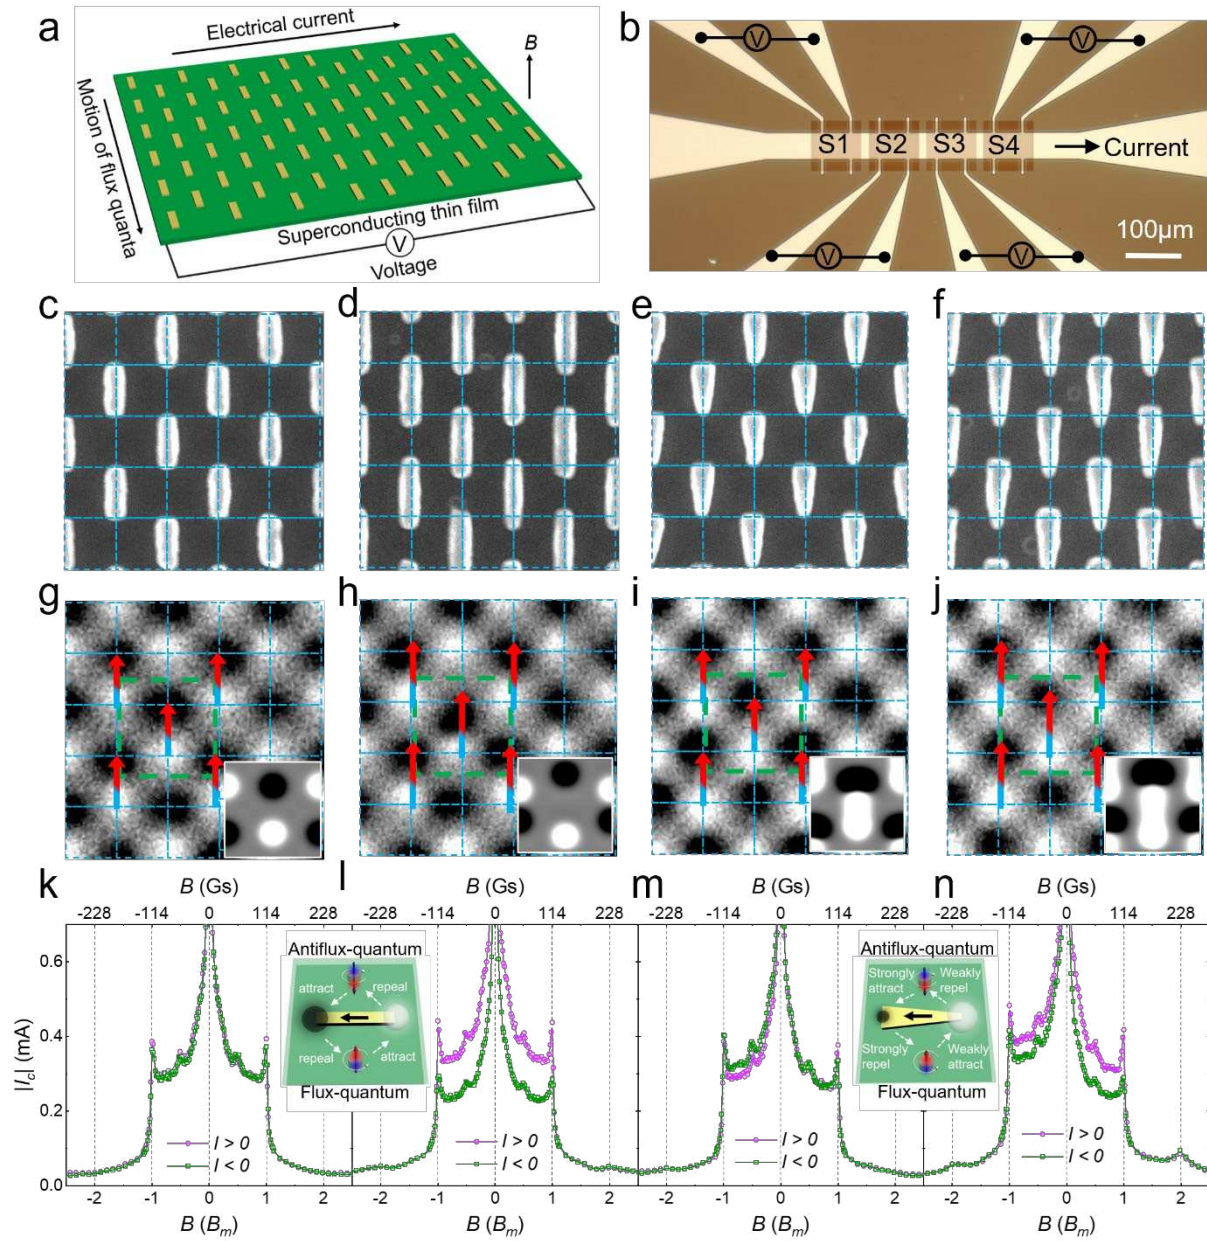 a
Electrical current
B
Motion of flux quanta
Superconducting thin film
V
Voltage
b
V
V
S1 S2 S3 S4
Current
100μm
V
V
c
d
e
f
g
h
i
j
k
l
m
n
B (Gs)
B (Gs)
B (Gs)
B (Gs)
-228 -114 0 114 228
-114 0 114
-228 -114 0 114 228
-114 0 114 228
|Ic| (mA)
0.6
0.4
0.2
0.0
Antiflux-quantum
attract repeal
repeal attract
Flux-quantum
Antiflux-quantum
Strongly attract
Weakly repel
Strongly repel
Weakly attract
Flux-quantum
I > 0
I < 0
I > 0
I < 0
I > 0
I < 0
I > 0
I < 0
-2 -1 0 1 2
-2 -1 0 1 2
-2 -1 0 1 2
-2 -1 0 1 2
B (Bm)
B (Bm)
B (Bm)
B (Bm)